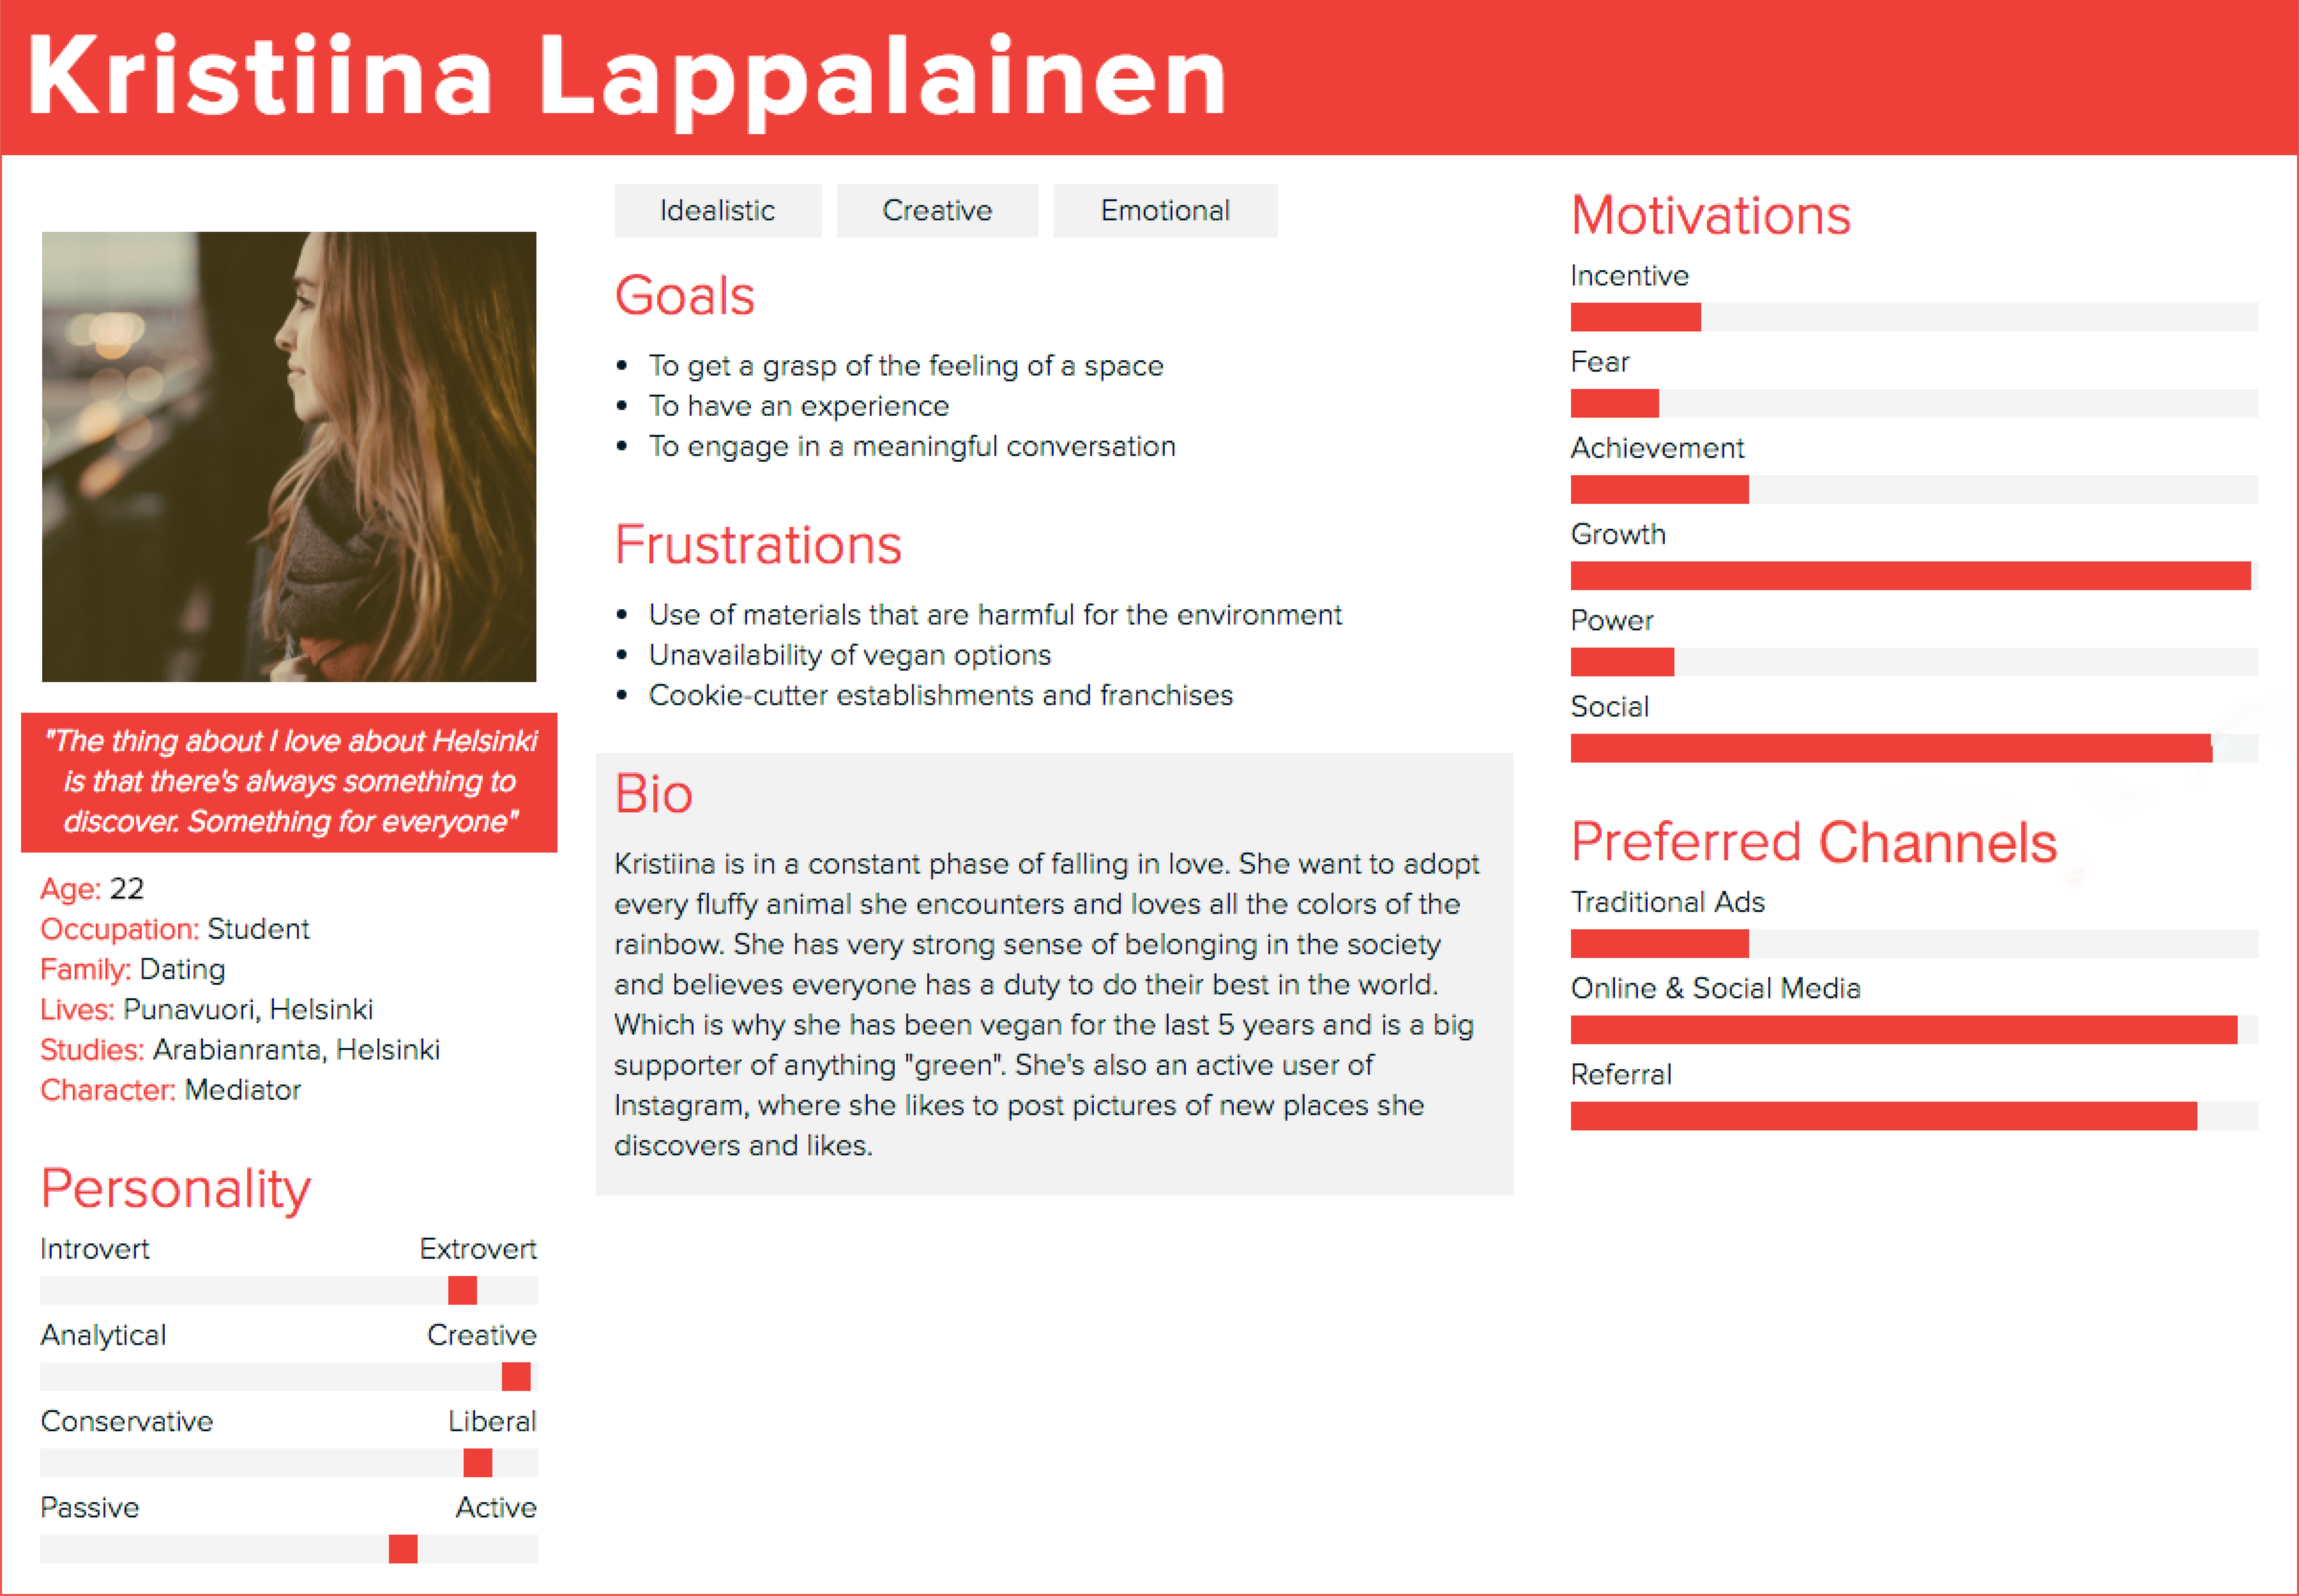 Kristiina Lappalainen
"The thing about I love about Helsinki
is that there's always something to
discover. Something for everyone"
Age: 22
Occupation: Student
Family: Dating
Lives: Punavuori, Helsinki
Studies: Arabianranta, Helsinki
Character: Mediator
Personality
Introvert Extrovert
Analytical Creative
Conservative Liberal
Passive Active
Idealistic Creative Emotional
Goals
• To get a grasp of the feeling of a space
• To have an experience
• To engage in a meaningful conversation
Frustrations
• Use of materials that are harmful for the environment
• Unavailability of vegan options
• Cookie-cutter establishments and franchises
Bio
Kristiina is in a constant phase of falling in love. She want to adopt
every fluffy animal she encounters and loves all the colors of the
rainbow. She has very strong sense of belonging in the society
and believes everyone has a duty to do their best in the world.
Which is why she has been vegan for the last 5 years and is a big
supporter of anything "green". She's also an active user of
Instagram, where she likes to post pictures of new places she
discovers and likes.
Motivations
Incentive
Fear
Achievement
Growth
Power
Social
Preferred Channels
Traditional Ads
Online & Social Media
Referral